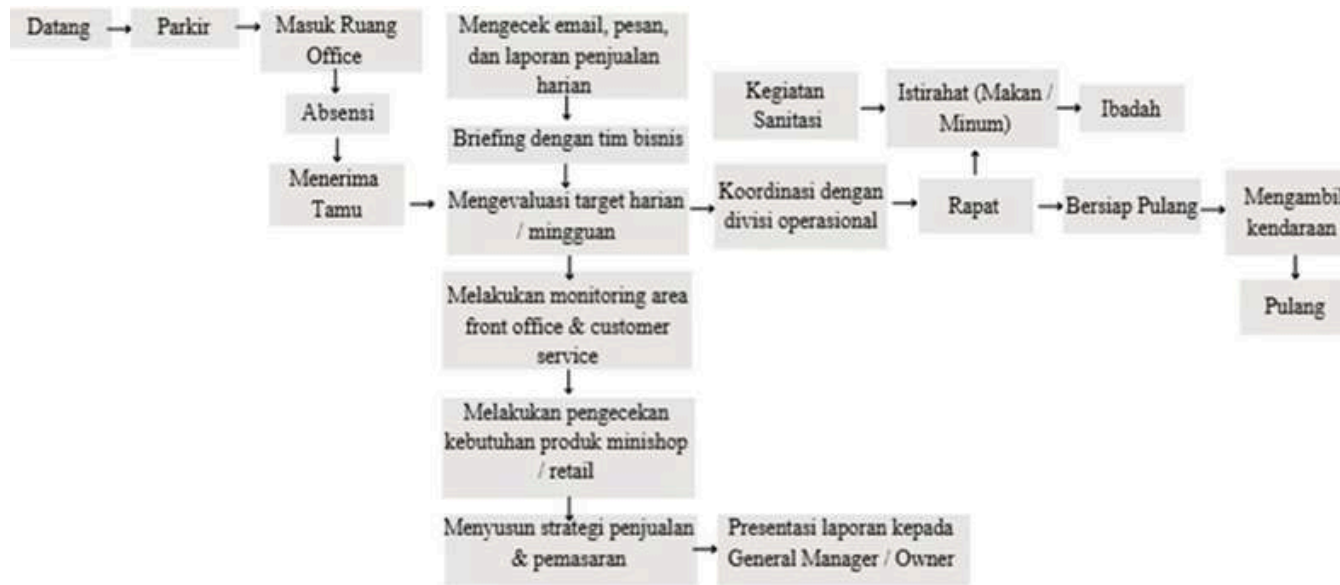 Datang
Parkir
Masuk Ruang
Office
Absensi
Menerima
Tamu
Mengecek email, pesan,
dan laporan penjualan
harian
Briefing dengan tim bisnis
Mengevaluasi target harian
/ mingguan
Melakukan monitoring area
front office & customer
service
Melakukan pengecekan
kebutuhan produk minishop
/ retail
Menyusun strategi penjualan
& pemasaran
Presentasi laporan kepada
General Manager / Owner
Koordinasi dengan
divisi operasional
Kegiatan
Sanitasi
Istirahat (Makan /
Minum)
Ibadah
Rapat
Bersiap Pulang
Mengambil
kendaraan
Pulang